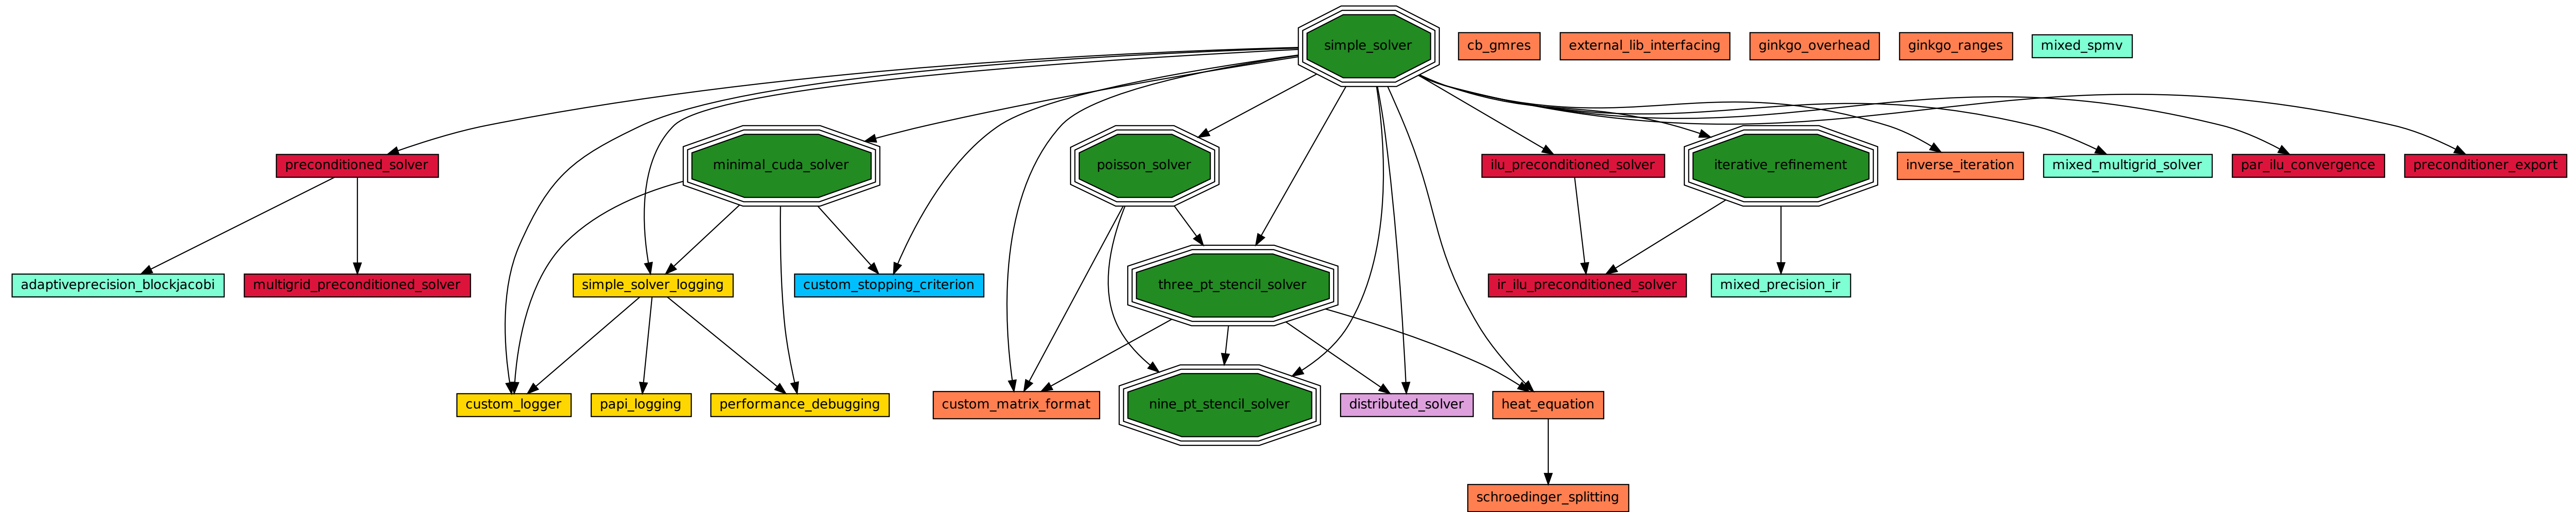 simple_solver
cb_gmres
external_lib_interfacing
ginkgo_overhead
ginkgo_ranges
mixed_spmv
preconditioned_solver
minimal_cuda_solver
poisson_solver
ilu_preconditioned_solver
iterative_refinement
inverse_iteration
mixed_multigrid_solver
par_ilu_convergence
preconditioner_export
adaptiveprecision_blockjacobi
multigrid_preconditioned_solver
simple_solver_logging
custom_stopping_criterion
three_pt_stencil_solver
ir_ilu_preconditioned_solver
mixed_precision_ir
custom_logger
papi_logging
performance_debugging
custom_matrix_format
nine_pt_stencil_solver
distributed_solver
heat_equation
schroedinger_splitting